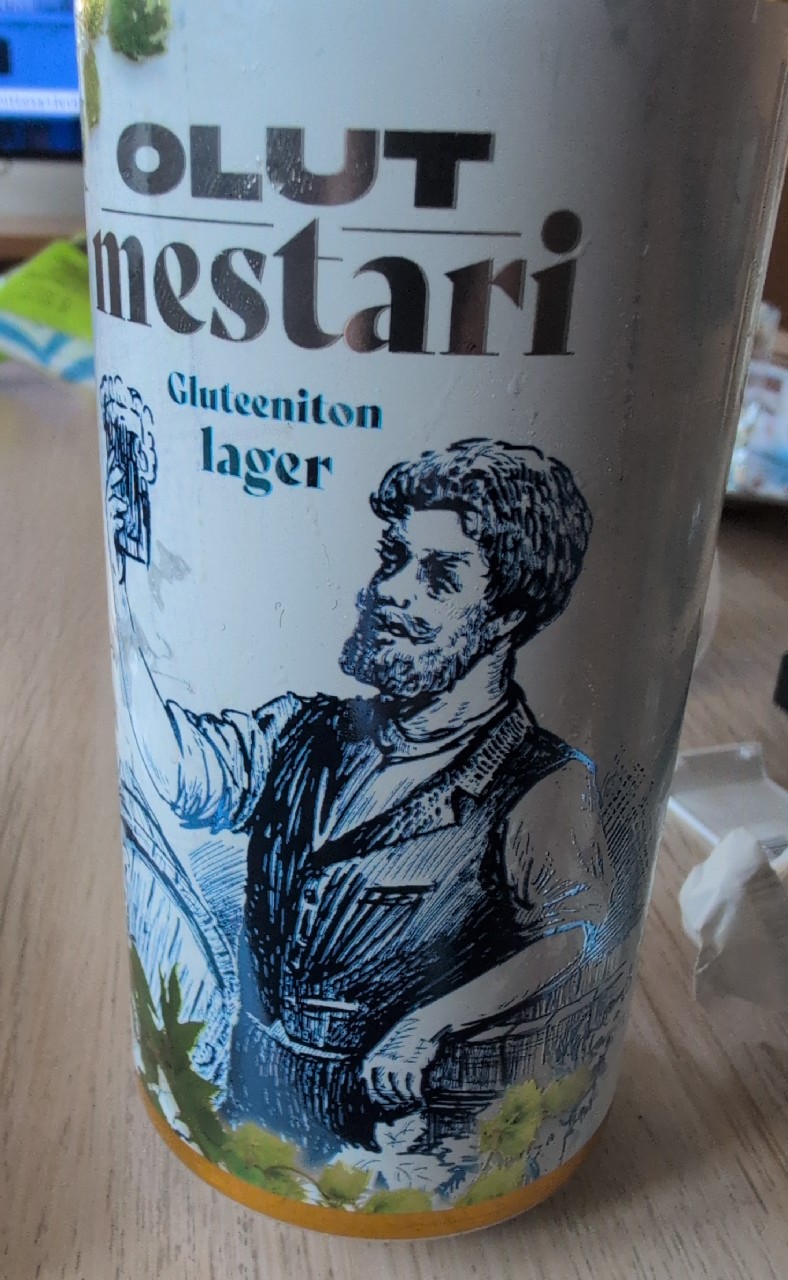 OLUT
mestari
Gluteeniton
lager